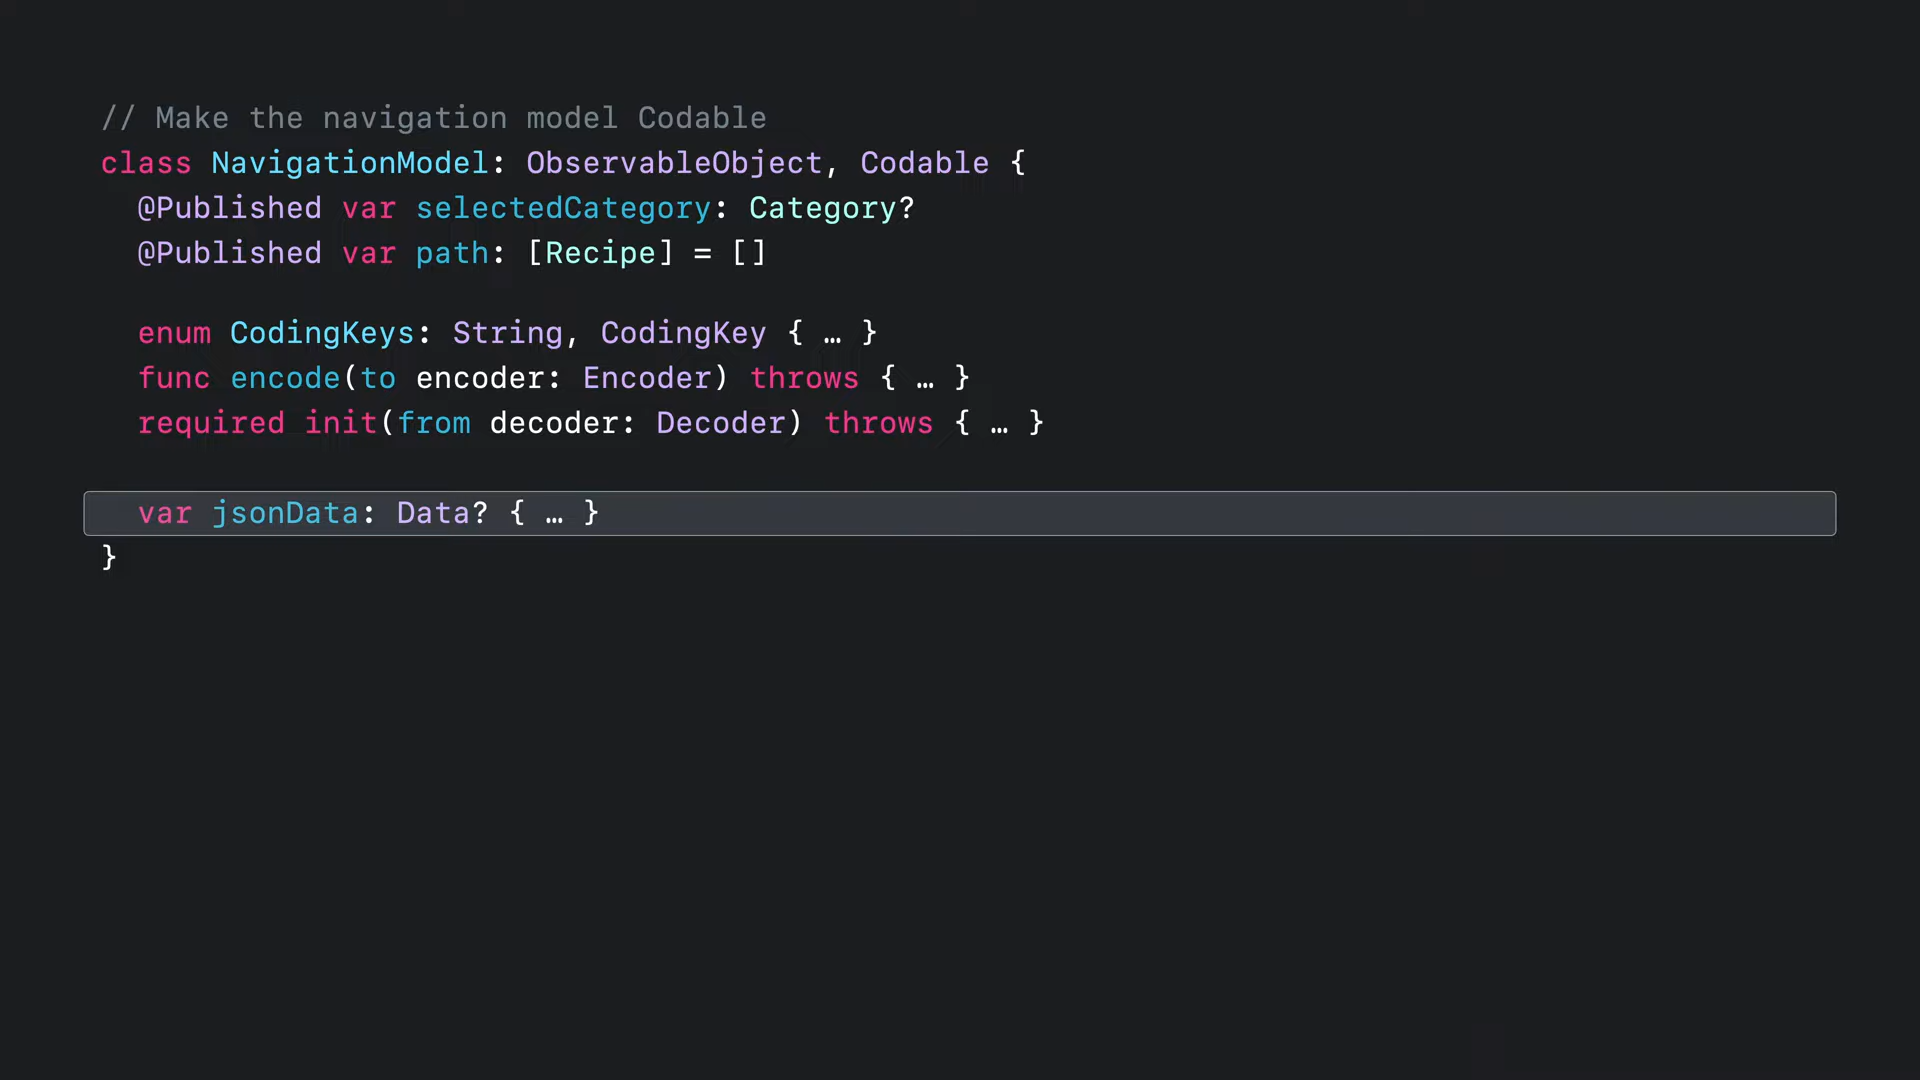 // Make the navigation model Codable
class NavigationModel: ObservableObject, Codable {
  @Published var selectedCategory: Category?
  @Published var path: [Recipe] = []
  enum CodingKeys: String, CodingKey { … }
  func encode(to encoder: Encoder) throws { … }
  required init(from decoder: Decoder) throws { … }
  var jsonData: Data? { … }
}